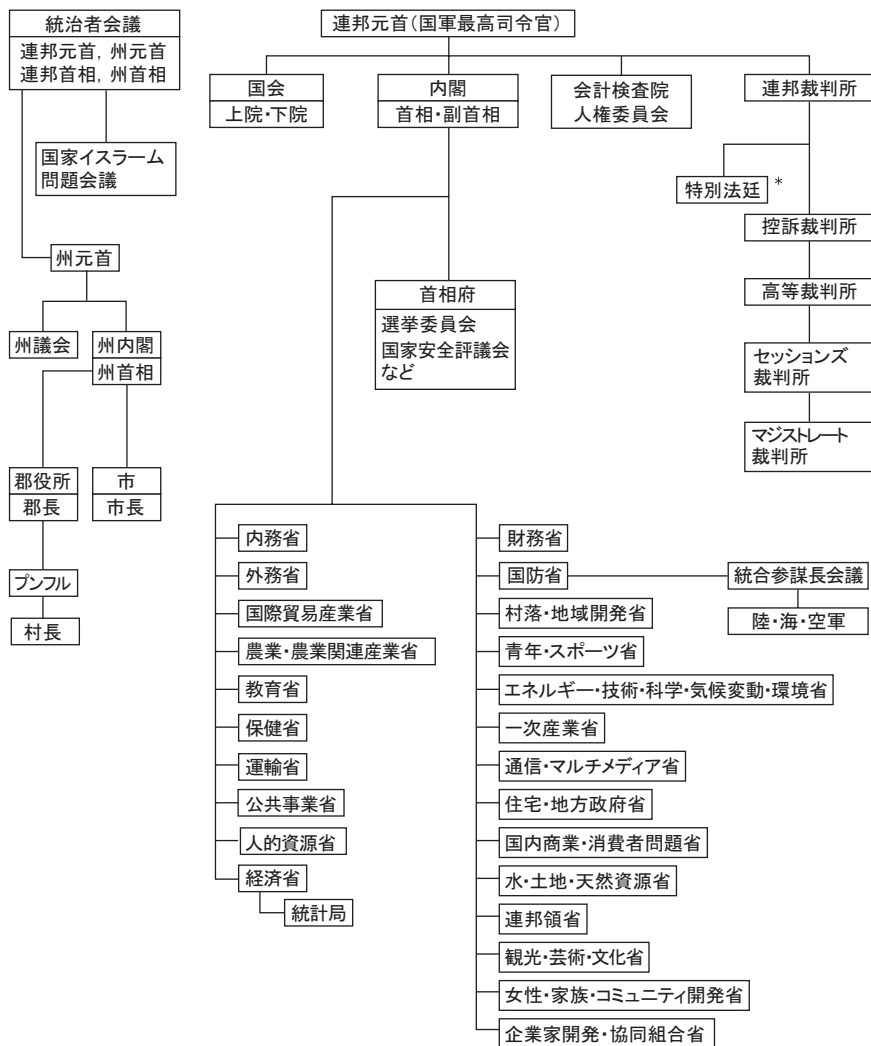 統治者会議
連邦元首，州元首
連邦首相，州首相
国家イスラーム
問題会議
州元首
州議会
州内閣
州首相
郡役所
郡長
市
市長
プンフル
村長
連邦元首（国軍最高司令官）
国会
上院・下院
内閣
首相・副首相
会計検査院
人権委員会
連邦裁判所
特別法廷 *
控訴裁判所
高等裁判所
セッションズ
裁判所
マジストレート
裁判所
首相府
選挙委員会
国家安全評議会
など
内務省
外務省
国際貿易産業省
農業・農業関連産業省
教育省
保健省
運輸省
公共事業省
人的資源省
経済省
統計局
財務省
国防省
統合参謀長会議
陸・海・空軍
村落・地域開発省
青年・スポーツ省
エネルギー・技術・科学・気候変動・環境省
一次産業省
通信・マルチメディア省
住宅・地方政府省
国内商業・消費者問題省
水・土地・天然資源省
連邦領省
観光・芸術・文化省
女性・家族・コミュニティ開発省
企業家開発・協同組合省